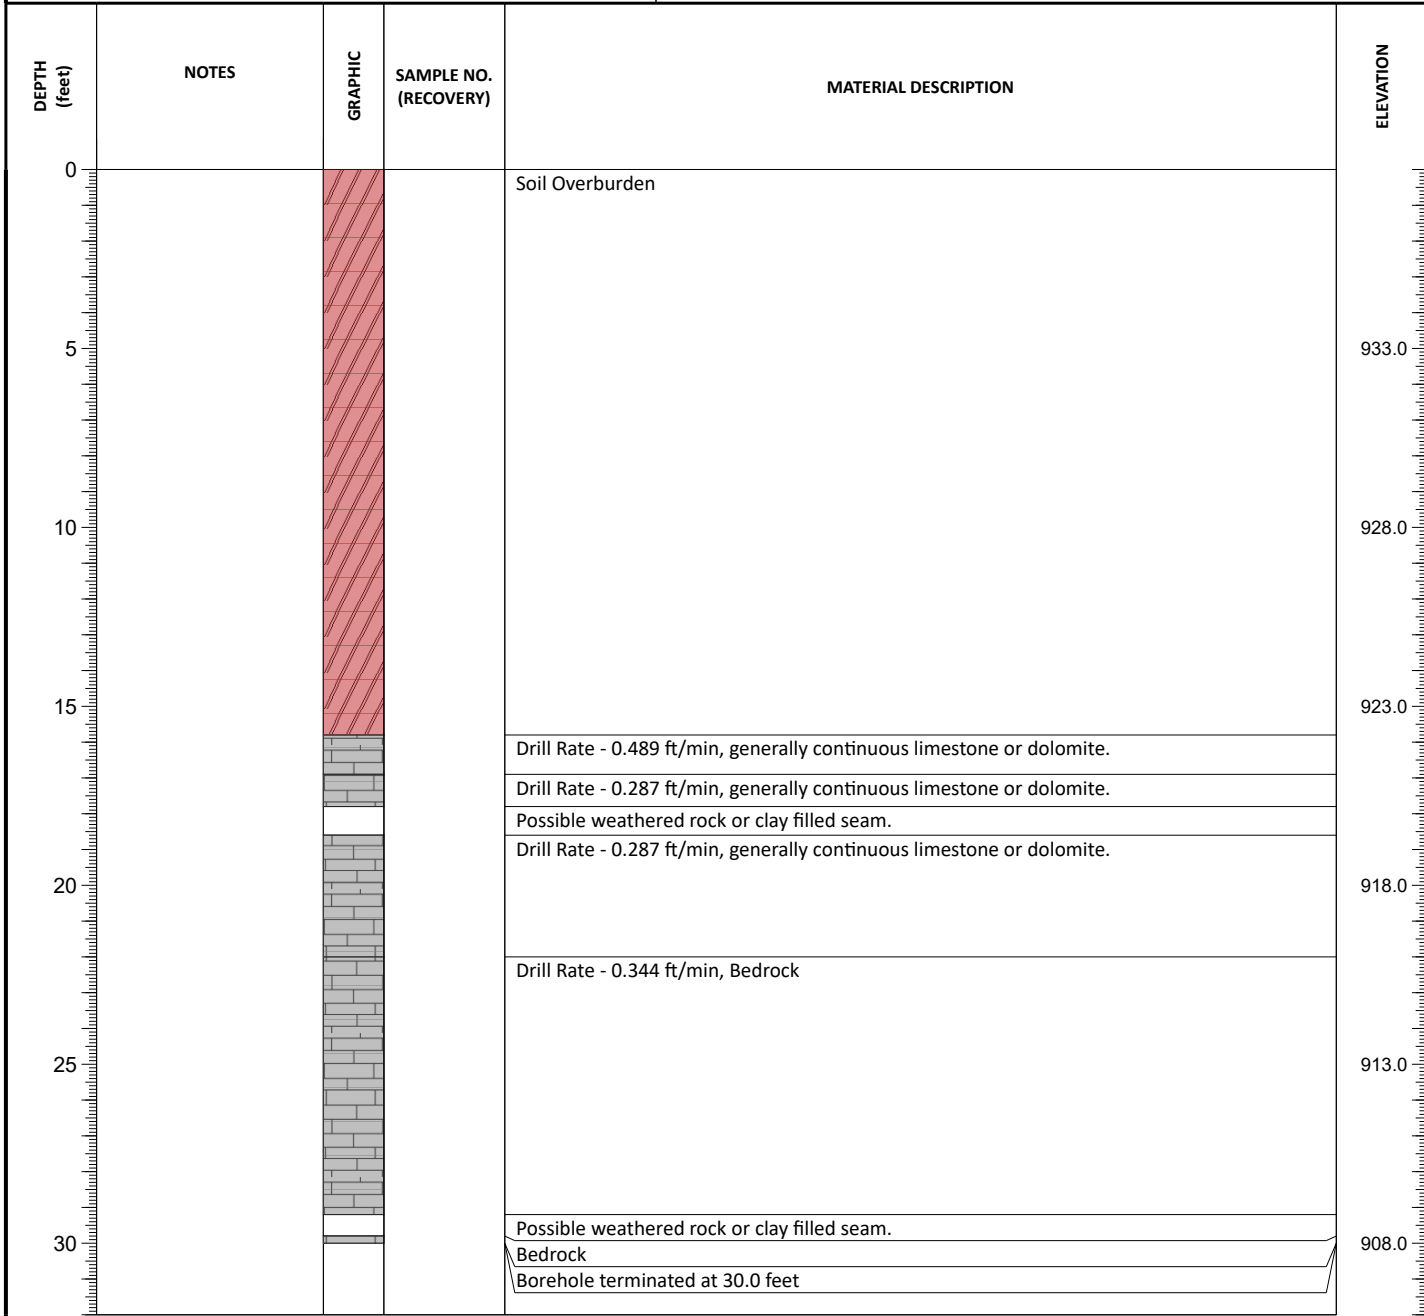 DEPTH
(feet)
NOTES
GRAPHIC
SAMPLE NO.
(RECOVERY)
MATERIAL DESCRIPTION
ELEVATION
0
Soil Overburden
5
933.0
10
928.0
15
923.0
Drill Rate - 0.489 ft/min, generally continuous limestone or dolomite.
Drill Rate - 0.287 ft/min, generally continuous limestone or dolomite.
Possible weathered rock or clay filled seam.
Drill Rate - 0.287 ft/min, generally continuous limestone or dolomite.
20
918.0
Drill Rate - 0.344 ft/min, Bedrock
25
913.0
Possible weathered rock or clay filled seam.
30
908.0
Bedrock
Borehole terminated at 30.0 feet